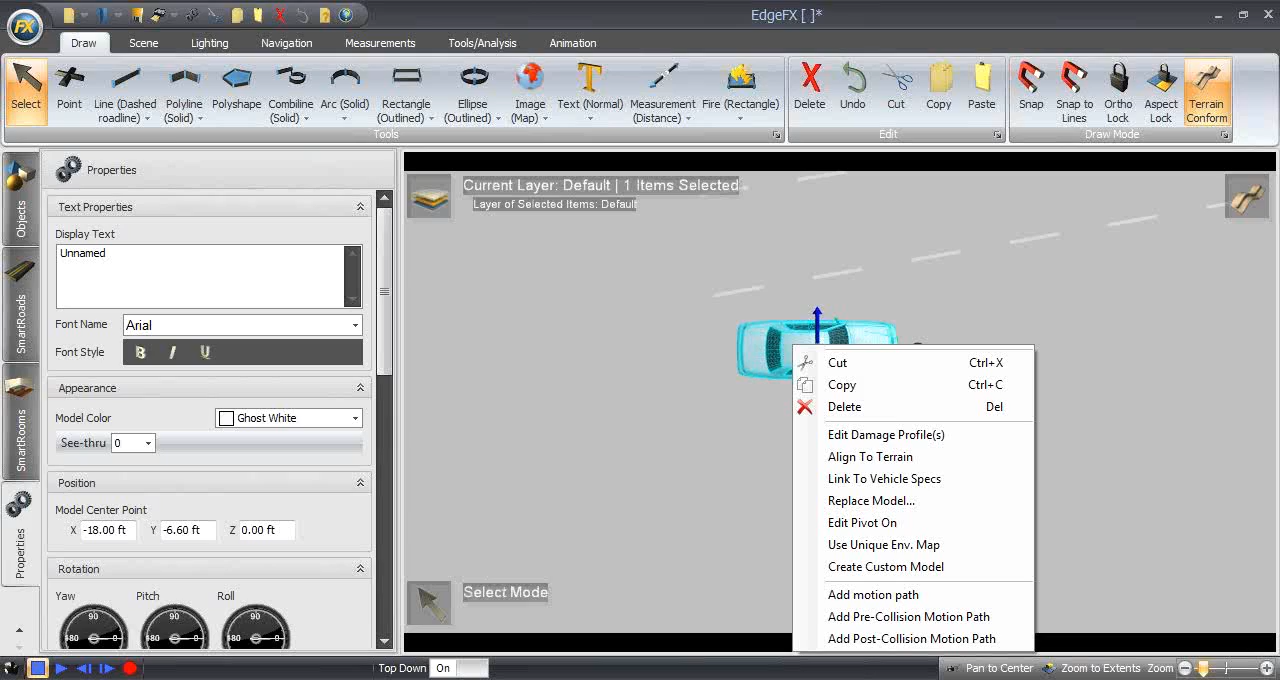 FX
EdgeFX [ ]*
Draw Scene Lighting Navigation Measurements Tools/Analysis Animation
Select Point Line (Dashed roadline) Polyline (Solid) Polyshape Combiline (Solid) Arc (Solid) Rectangle (Outlined) Ellipse (Outlined) Image (Map) Text (Normal) Measurement (Distance) Fire (Rectangle) Delete Undo Cut Copy Paste Snap Snap to Lines Ortho Lock Aspect Lock Terrain Conform
Tools Edit Draw Mode
Objects
SmartRoads
SmartRooms
Properties
Properties
Text Properties
Display Text
Unnamed
Font Name Arial
Font Style B I U
Appearance
Model Color Ghost White
See-thru 0
Position
Model Center Point
X -18.00 ft Y -6.60 ft Z 0.00 ft
Rotation
Yaw Pitch Roll
90 90 90
180 0 180 0 180 0
Current Layer: Default | 1 Items Selected
Layer of Selected Items: Default
Cut Ctrl+X
Copy Ctrl+C
Delete Del
Edit Damage Profile(s)
Align To Terrain
Link To Vehicle Specs
Replace Model...
Edit Pivot On
Use Unique Env. Map
Create Custom Model
Add motion path
Add Pre-Collision Motion Path
Add Post-Collision Motion Path
Select Mode
Top Down On Pan to Center Zoom to Extents Zoom